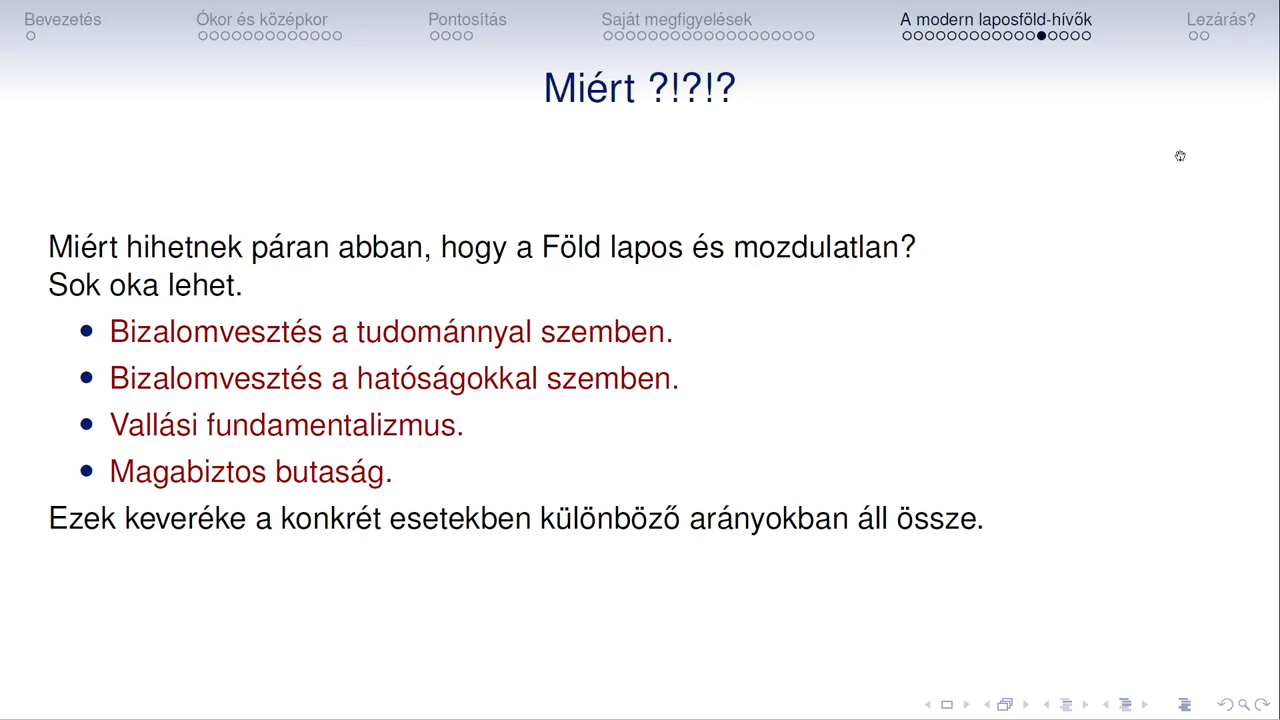 Bevezetés
Ókor és középkor
Pontosítás
Saját megfigyelések
A modern laposföld-hívők
Lezárás?
Miért ?!?!?
Miért hihetnek páran abban, hogy a Föld lapos és mozdulatlan?
Sok oka lehet.
Bizalomvesztés a tudománnyal szemben.
Bizalomvesztés a hatóságokkal szemben.
Vallási fundamentalizmus.
Magabiztos butaság.
Ezek keveréke a konkrét esetekben különböző arányokban áll össze.